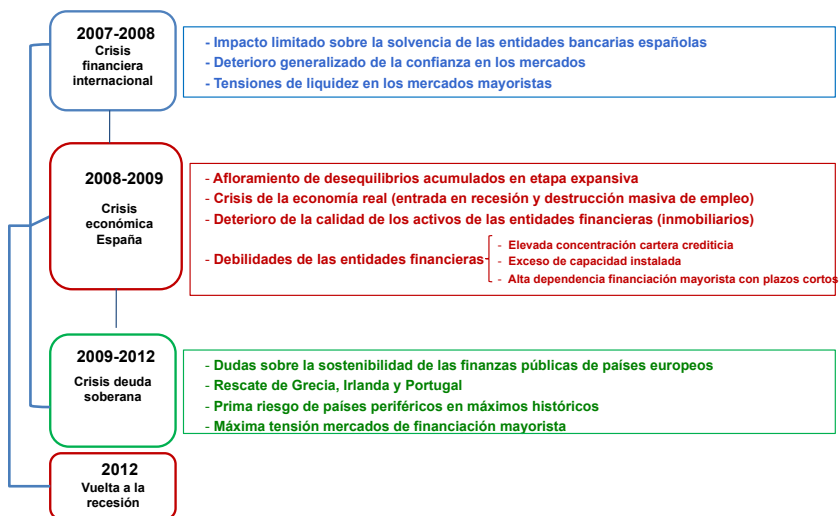 2007-2008
Crisis
financiera
internacional
- Impacto limitado sobre la solvencia de las entidades bancarias españolas
- Deterioro generalizado de la confianza en los mercados
- Tensiones de liquidez en los mercados mayoristas
2008-2009
Crisis
económica
España
- Afloramiento de desequilibrios acumulados en etapa expansiva
- Crisis de la economía real (entrada en recesión y destrucción masiva de empleo)
- Deterioro de la calidad de los activos de las entidades financieras (inmobiliarios)
- Debilidades de las entidades financieras
- Elevada concentración cartera crediticia
- Exceso de capacidad instalada
- Alta dependencia financiación mayorista con plazos cortos
2009-2012
Crisis deuda
soberana
- Dudas sobre la sostenibilidad de las finanzas públicas de países europeos
- Rescate de Grecia, Irlanda y Portugal
- Prima riesgo de países periféricos en máximos históricos
- Máxima tensión mercados de financiación mayorista
2012
Vuelta a la
recesión